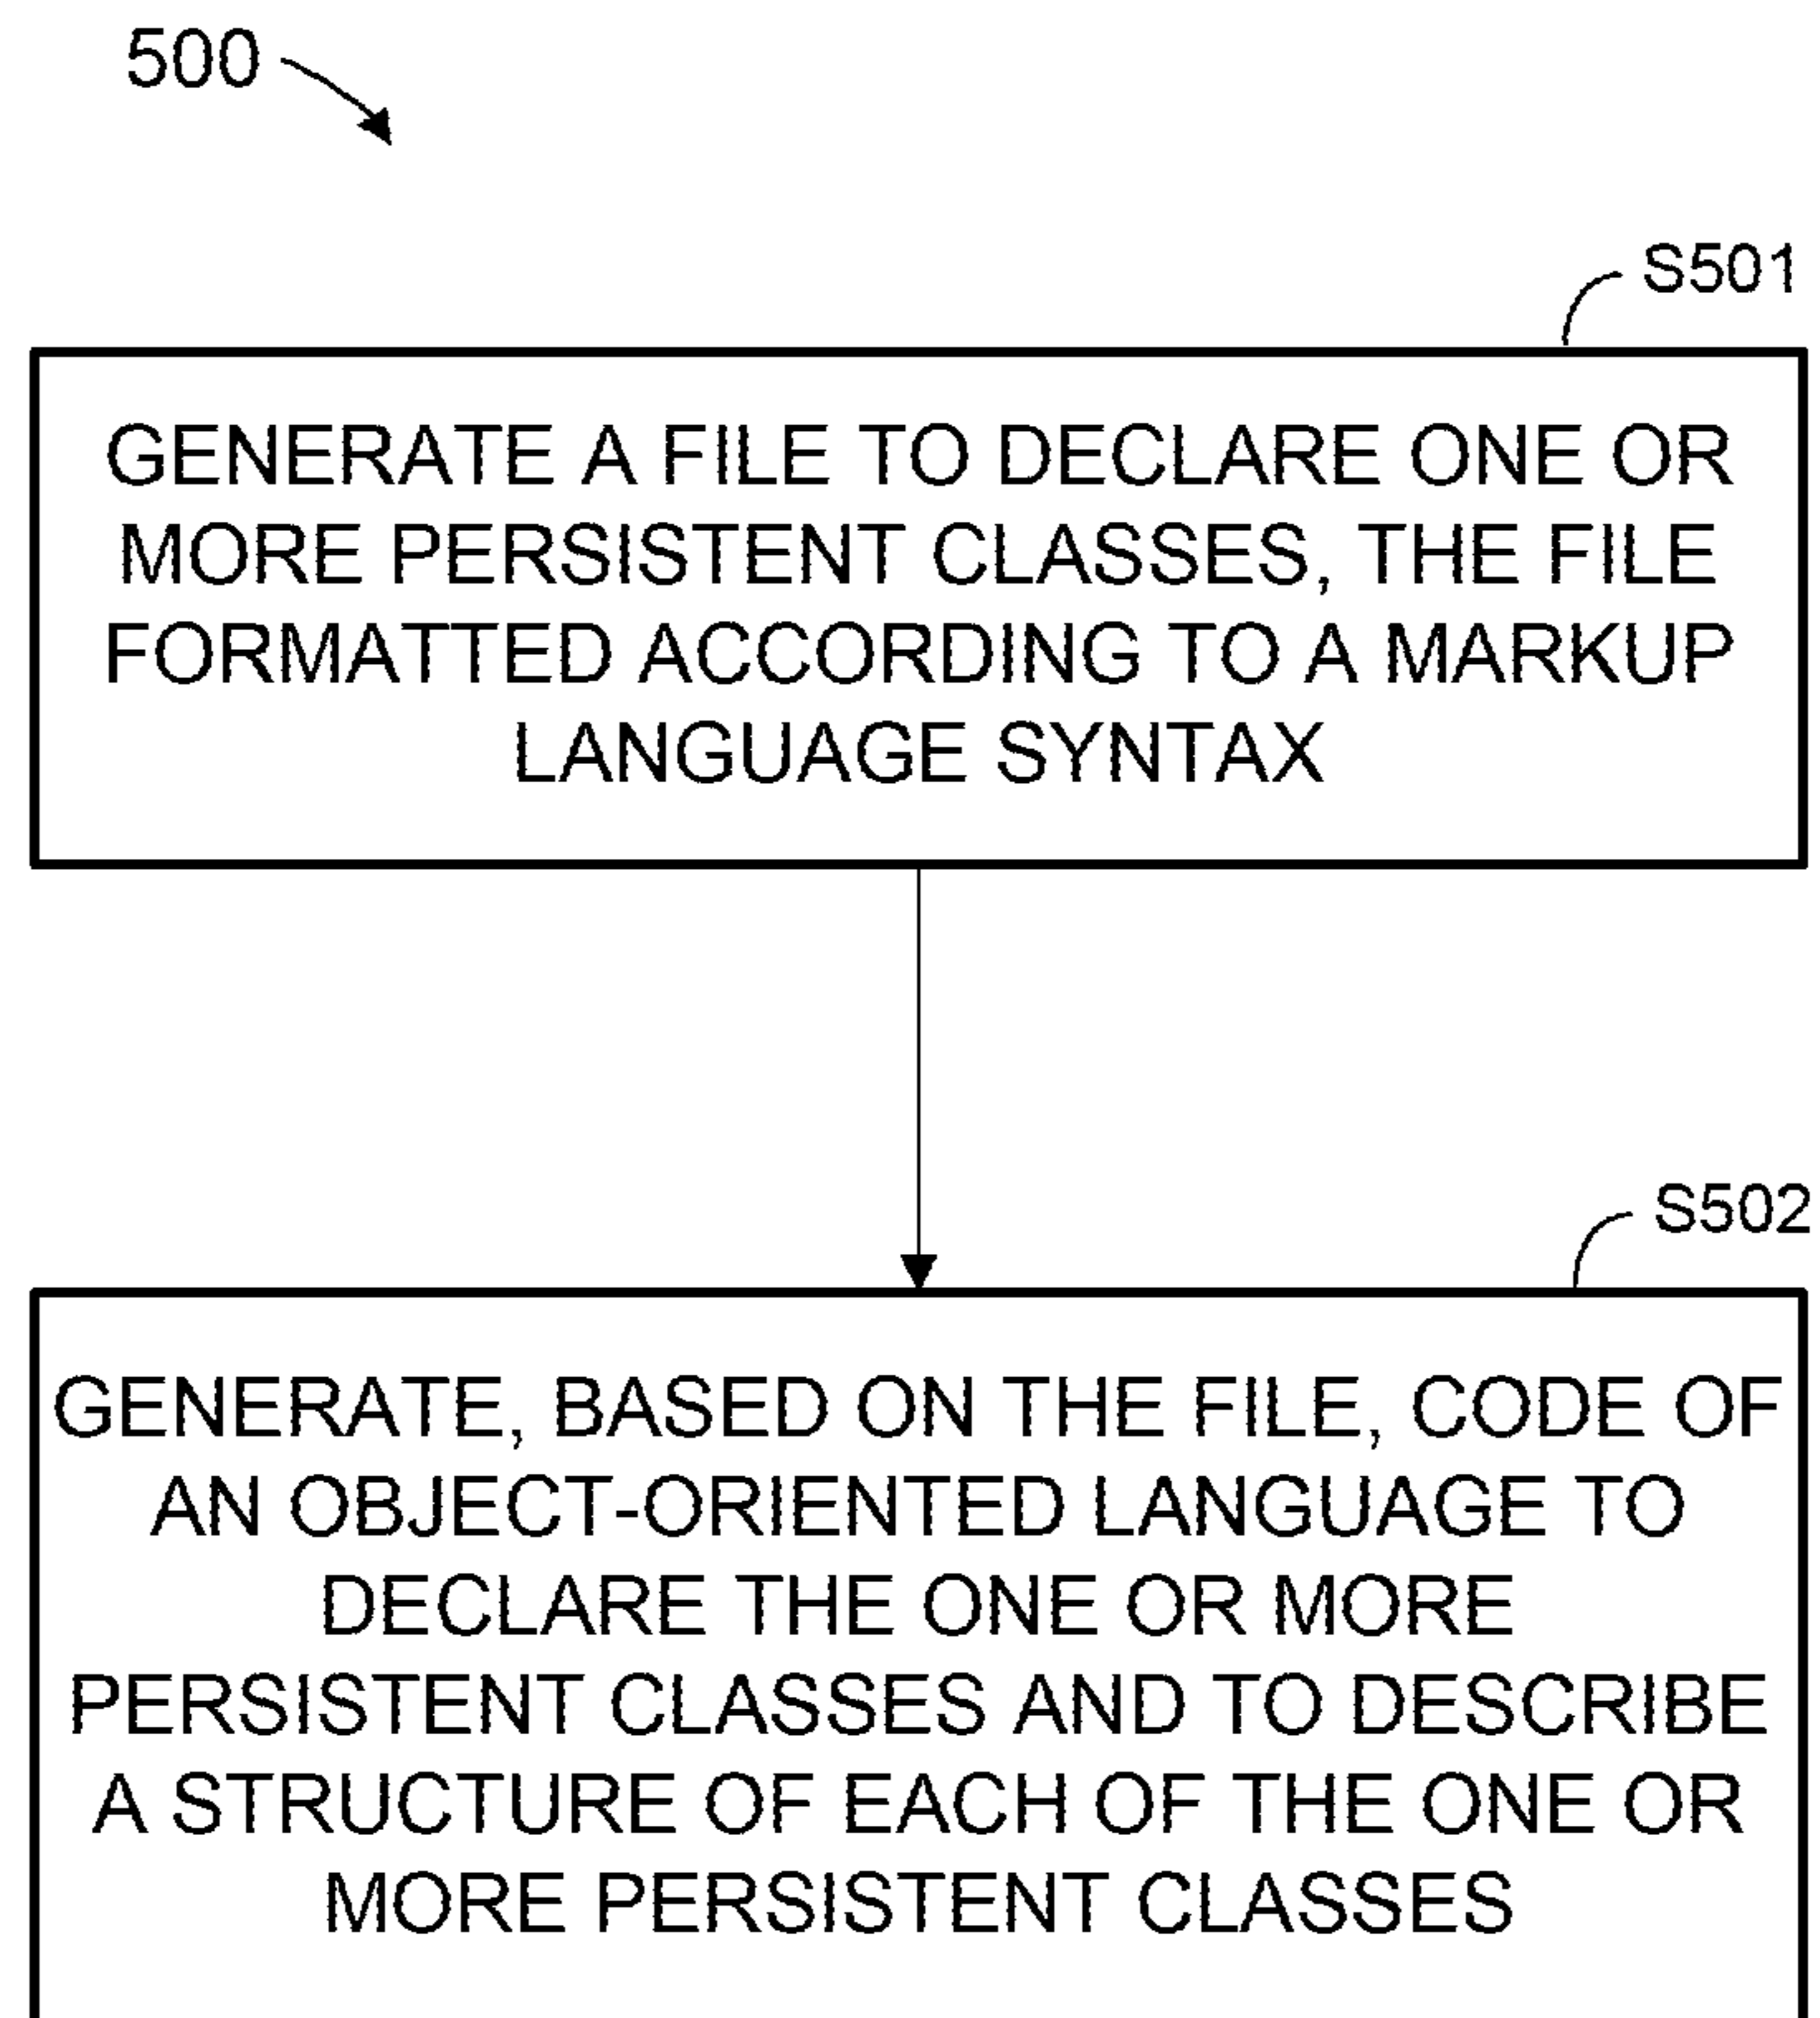 500
S501
GENERATE A FILE TO DECLARE ONE OR
MORE PERSISTENT CLASSES, THE FILE
FORMATTED ACCORDING TO A MARKUP
LANGUAGE SYNTAX
S502
GENERATE, BASED ON THE FILE, CODE OF
AN OBJECT-ORIENTED LANGUAGE TO
DECLARE THE ONE OR MORE
PERSISTENT CLASSES AND TO DESCRIBE
A STRUCTURE OF EACH OF THE ONE OR
MORE PERSISTENT CLASSES